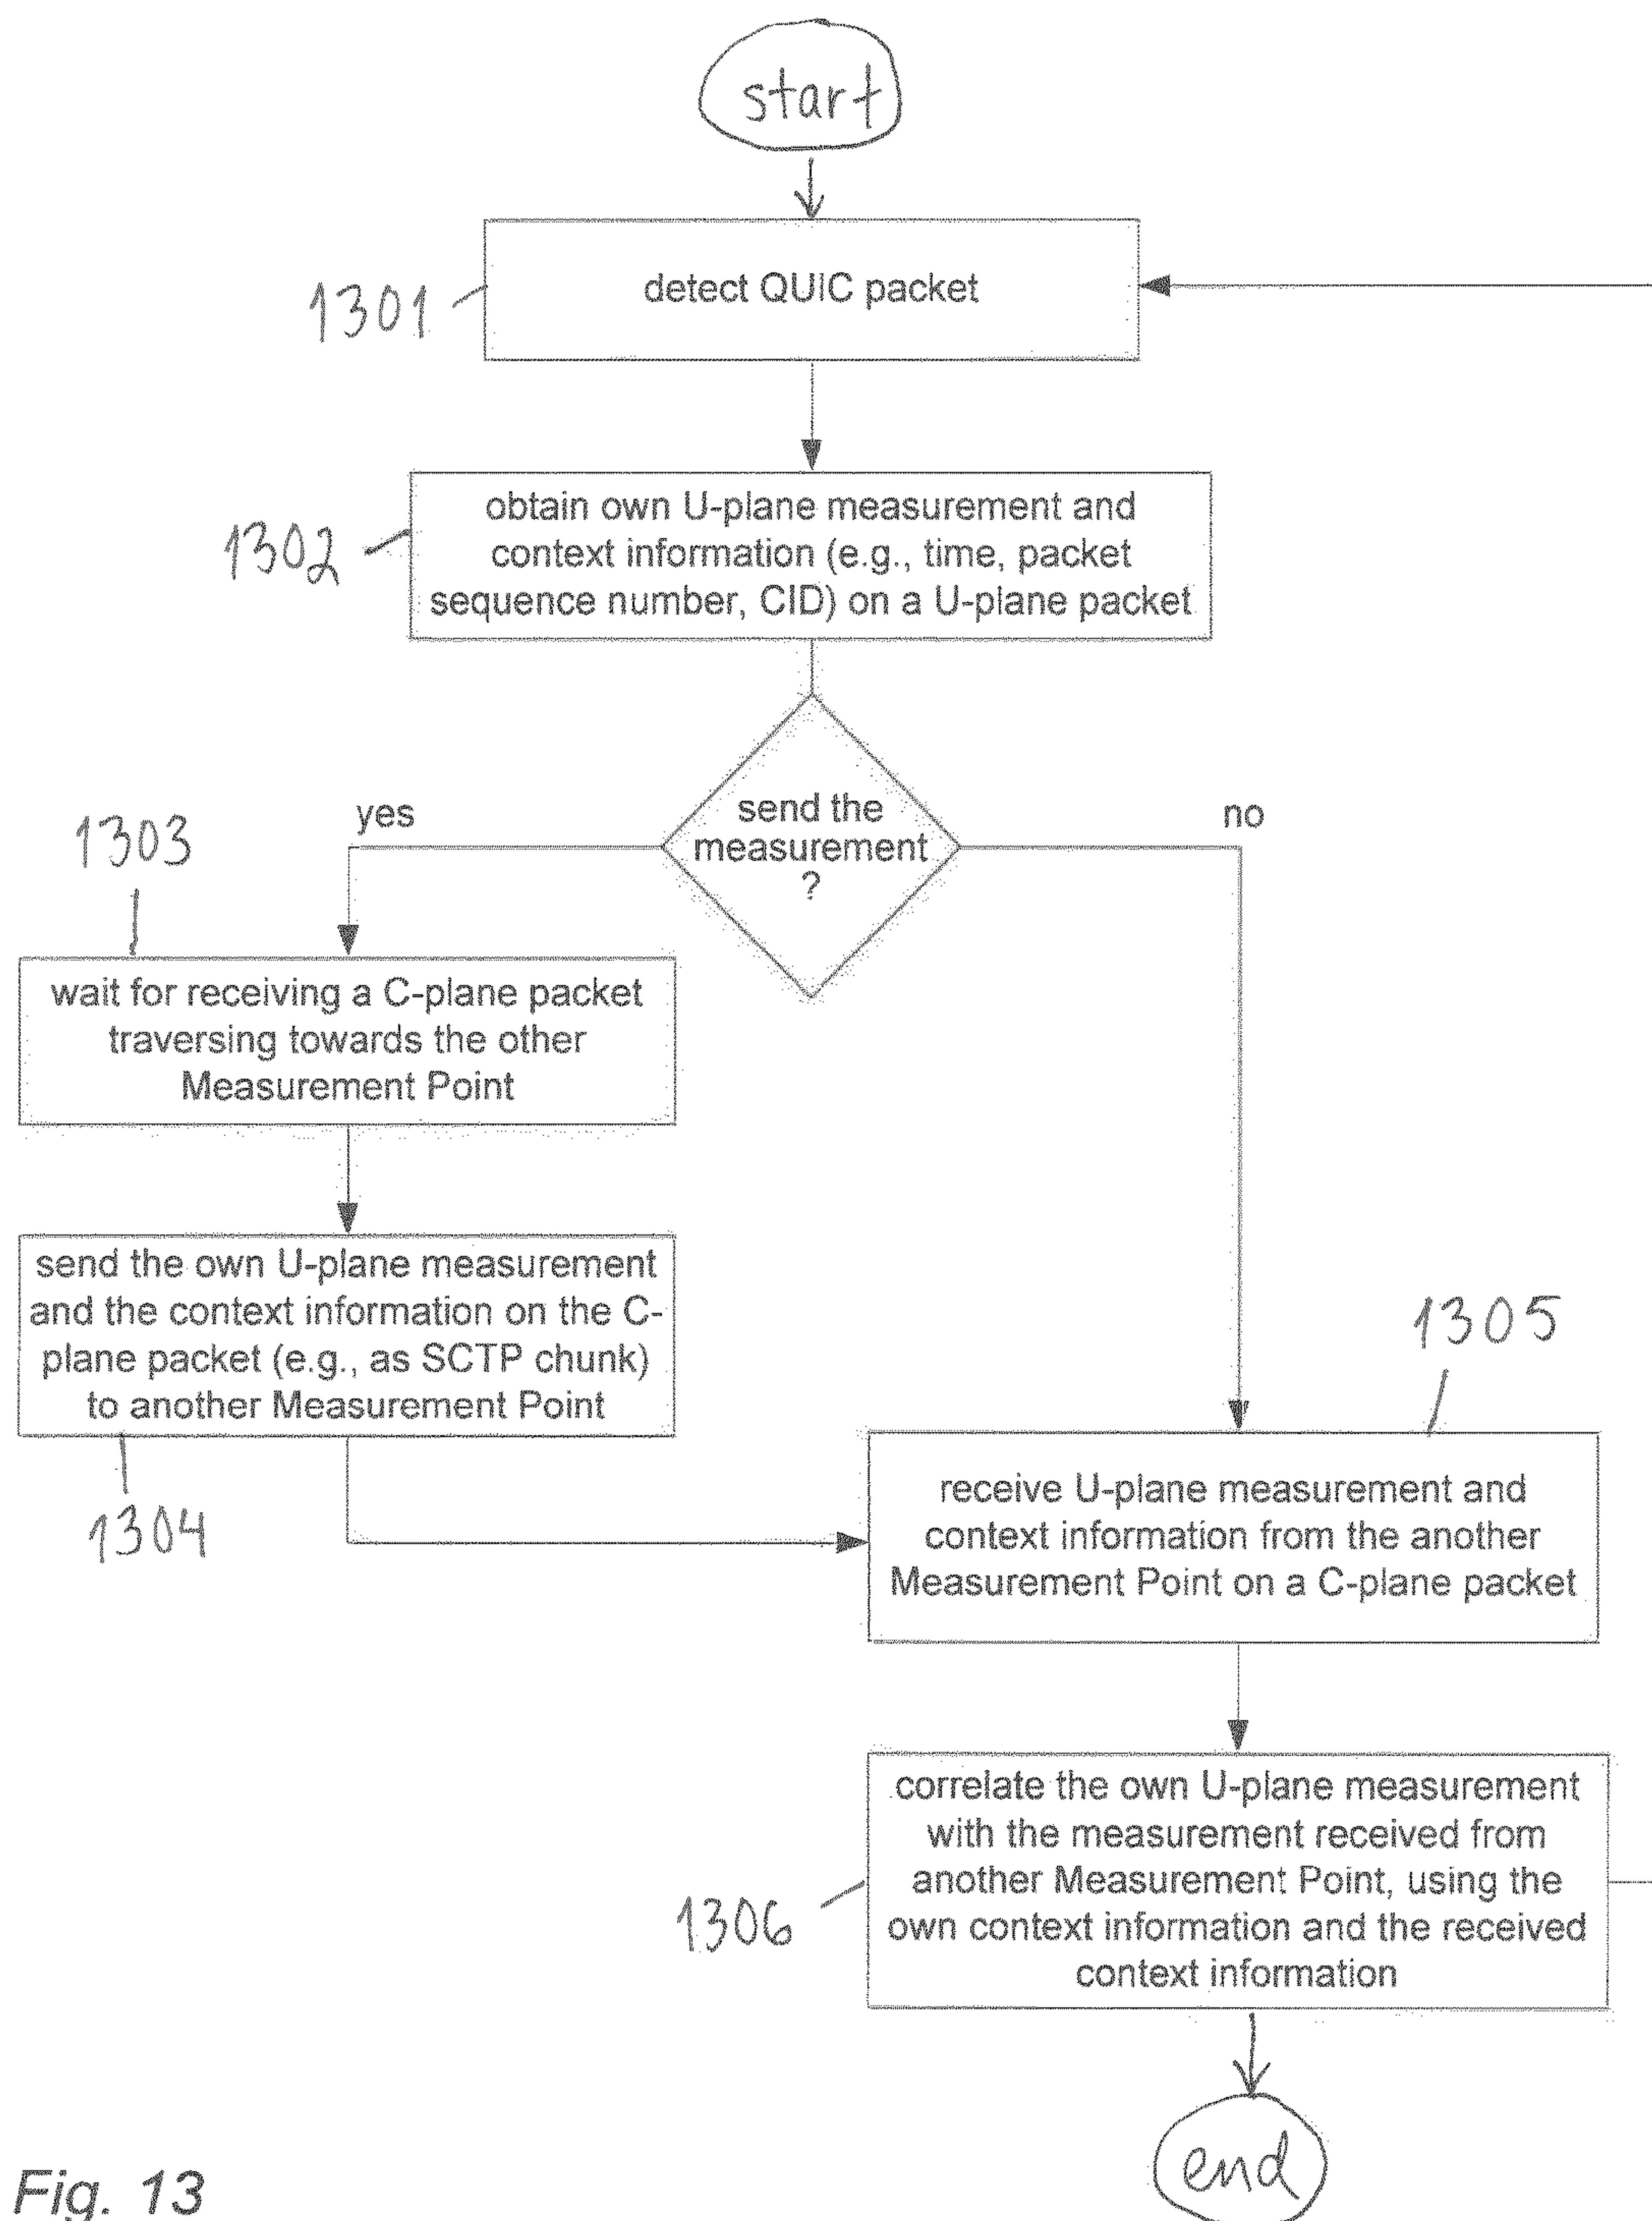 start
detect QUIC packet
1301
obtain own U-plane measurement and
context information (e.g., time, packet
sequence number, CID) on a U-plane packet
1302
send the
measurement
?
yes
no
1303
wait for receiving a C-plane packet
traversing towards the other
Measurement Point
send the own U-plane measurement
and the context information on the C-
plane packet (e.g., as SCTP chunk)
to another Measurement Point
1304
1305
receive U-plane measurement and
context information from the another
Measurement Point on a C-plane packet
correlate the own U-plane measurement
with the measurement received from
another Measurement Point, using the
own context information and the received
context information
1306
end
Fig. 13